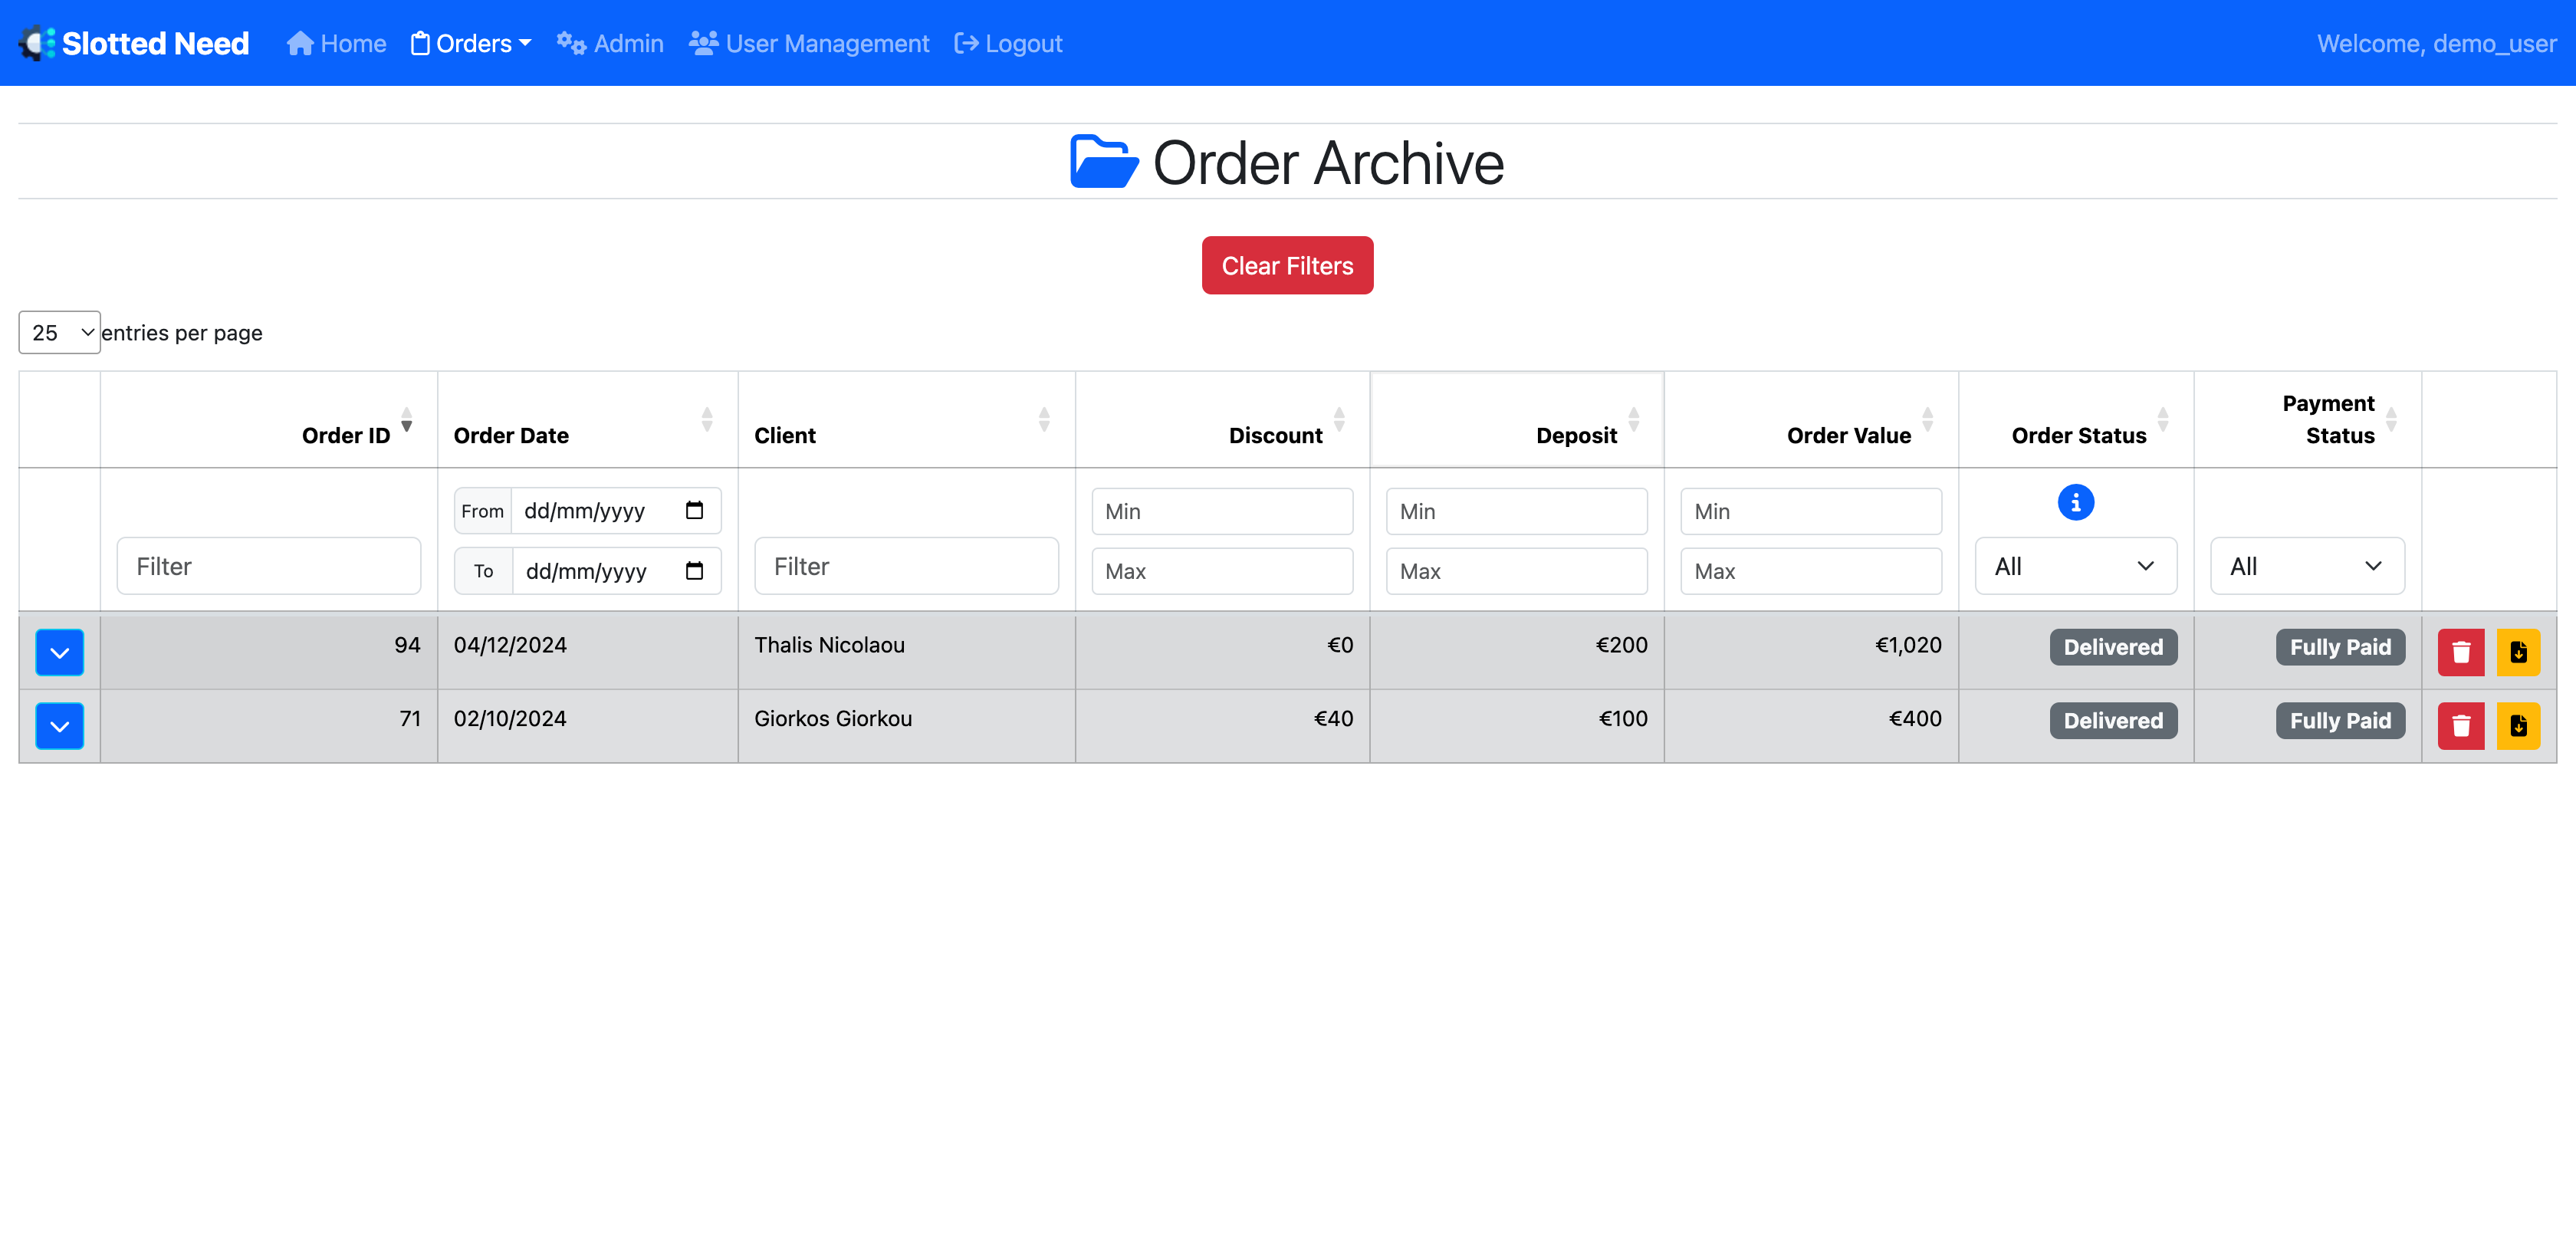 Slotted Need Home Orders Admin User Management Logout Welcome, demo_user
Order Archive
Clear Filters
25 entries per page
Order ID Order Date Client Discount Deposit Order Value Order Status Payment Status
From dd/mm/yyyy Min Min Min
Filter To dd/mm/yyyy Filter Max Max Max All All
94 04/12/2024 Thalis Nicolaou €0 €200 €1,020 Delivered Fully Paid
71 02/10/2024 Giorkos Giorkou €40 €100 €400 Delivered Fully Paid